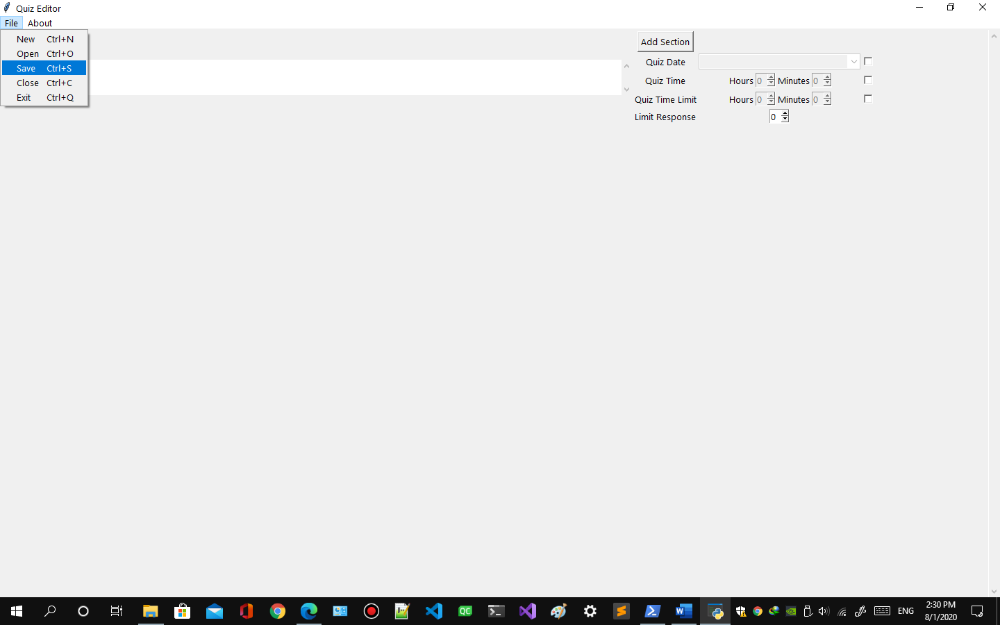 Quiz Editor
File About
New Ctrl+N
Open Ctrl+O
Save Ctrl+S
Close Ctrl+C
Exit Ctrl+Q
Add Section
Quiz Date
Quiz Time Hours 0 Minutes 0
Quiz Time Limit Hours 0 Minutes 0
Limit Response 0
QC
ENG
2:30 PM
8/1/2020